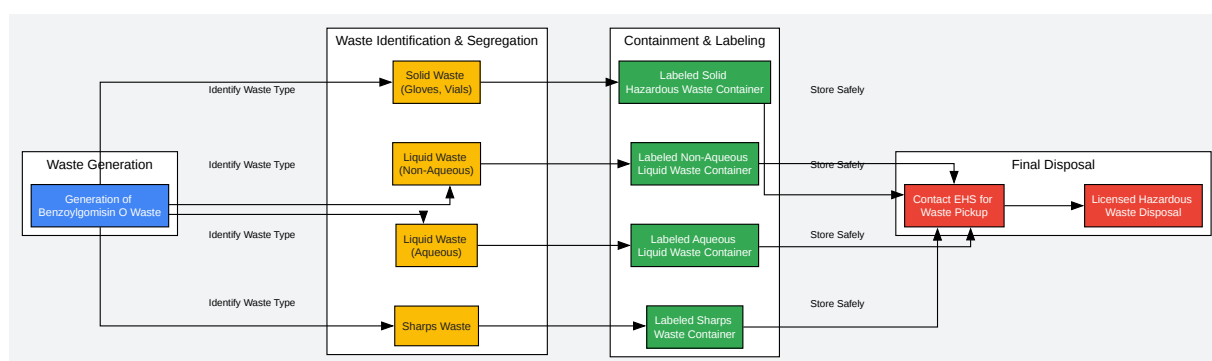 Waste Identification & Segregation
Containment & Labeling
Solid Waste
(Gloves, Vials)
Labeled Solid
Hazardous Waste Container
Identify Waste Type
Store Safely
Waste Generation
Liquid Waste
(Non-Aqueous)
Labeled Non-Aqueous
Liquid Waste Container
Identify Waste Type
Store Safely
Final Disposal
Generation of
Benzoylgomisin O Waste
Contact EHS for
Waste Pickup
Licensed Hazardous
Waste Disposal
Identify Waste Type
Liquid Waste
(Aqueous)
Labeled Aqueous
Liquid Waste Container
Store Safely
Identify Waste Type
Store Safely
Sharps Waste
Labeled Sharps
Waste Container